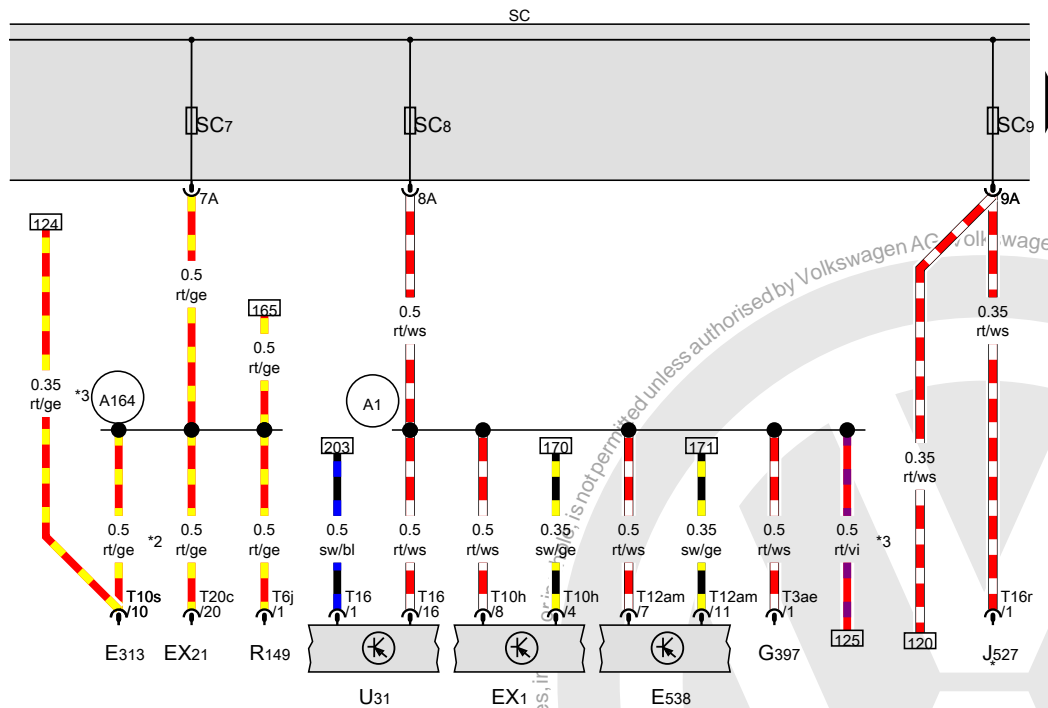 SC
SC7
SC8
SC9
7A
8A
9A
124
0.5
rt/ge
165
0.5
rt/ge
0.5
rt/ws
0.35
rt/ws
0.35
rt/ge
*3
A164
A1
203
170
171
0.35
rt/ws
0.5
rt/ge
*2
0.5
rt/ge
0.5
rt/ge
0.5
sw/bl
0.5
rt/ws
0.5
rt/ws
0.35
sw/ge
0.5
rt/ws
0.35
sw/ge
0.5
rt/ws
0.5
rt/vi
*3
T10s
/10
T20c
/20
T6j
/1
T16
/1
T16
/16
T10h
/8
T10h
/4
T12am
/7
T12am
/11
T3ae
/1
125
120
T16r
/1
E313
EX21
R149
U31
EX1
E538
G397
J527
*
is not permitted unless authorised by Volkswagen AG.